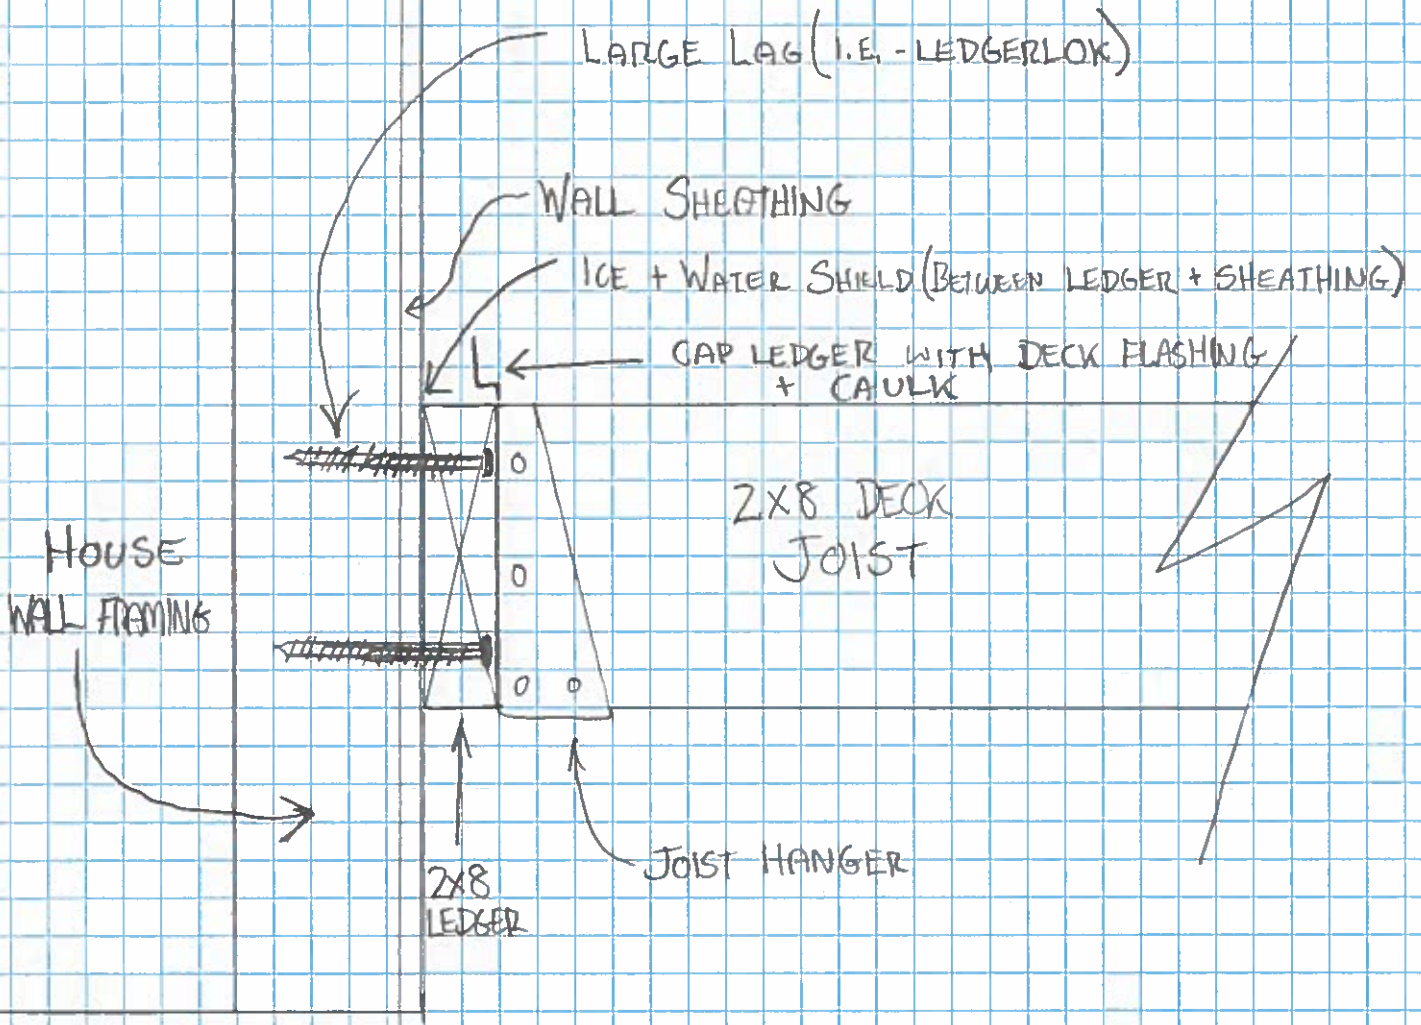 LARGE LAG (I.E. - LEDGERLOK)
WALL SHEATHING
ICE + WATER SHIELD (BETWEEN LEDGER + SHEATHING)
CAP LEDGER WITH DECK FLASHING
+ CAULK
2X8 DECK
JOIST
HOUSE
WALL FRAMING
JOIST HANGER
2X8
LEDGER